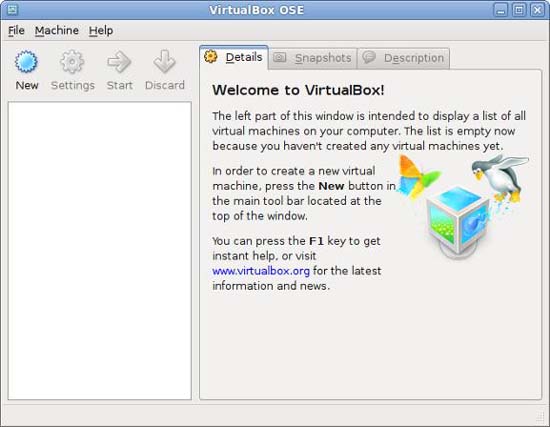 VirtualBox OSE
File Machine Help
New Settings Start Discard
Details Snapshots Description
Welcome to VirtualBox!
The left part of this window is intended to display a list of all
virtual machines on your computer. The list is empty now
because you haven't created any virtual machines yet.
In order to create a new virtual
machine, press the New button in
the main tool bar located at the
top of the window.
You can press the F1 key to get
instant help, or visit
www.virtualbox.org for the latest
information and news.